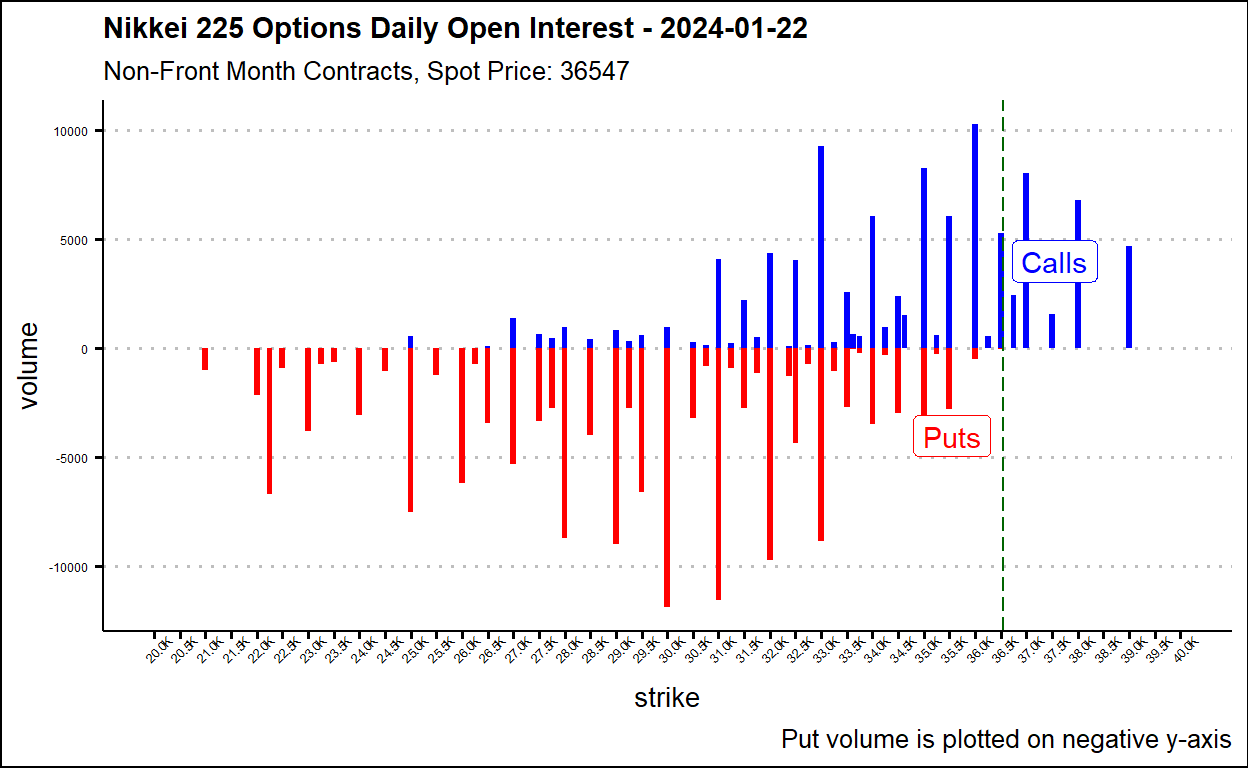 Nikkei 225 Options Daily Open Interest - 2024-01-22
Non-Front Month Contracts, Spot Price: 36547
volume
10000
5000
0
-5000
-10000
Calls
Puts
20.0K
20.5K
21.0K
21.5K
22.0K
22.5K
23.0K
23.5K
24.0K
24.5K
25.0K
25.5K
26.0K
26.5K
27.0K
27.5K
28.0K
28.5K
29.0K
29.5K
30.0K
30.5K
31.0K
31.5K
32.0K
32.5K
33.0K
33.5K
34.0K
34.5K
35.0K
35.5K
36.0K
36.5K
37.0K
37.5K
38.0K
38.5K
39.0K
39.5K
40.0K
strike
Put volume is plotted on negative y-axis